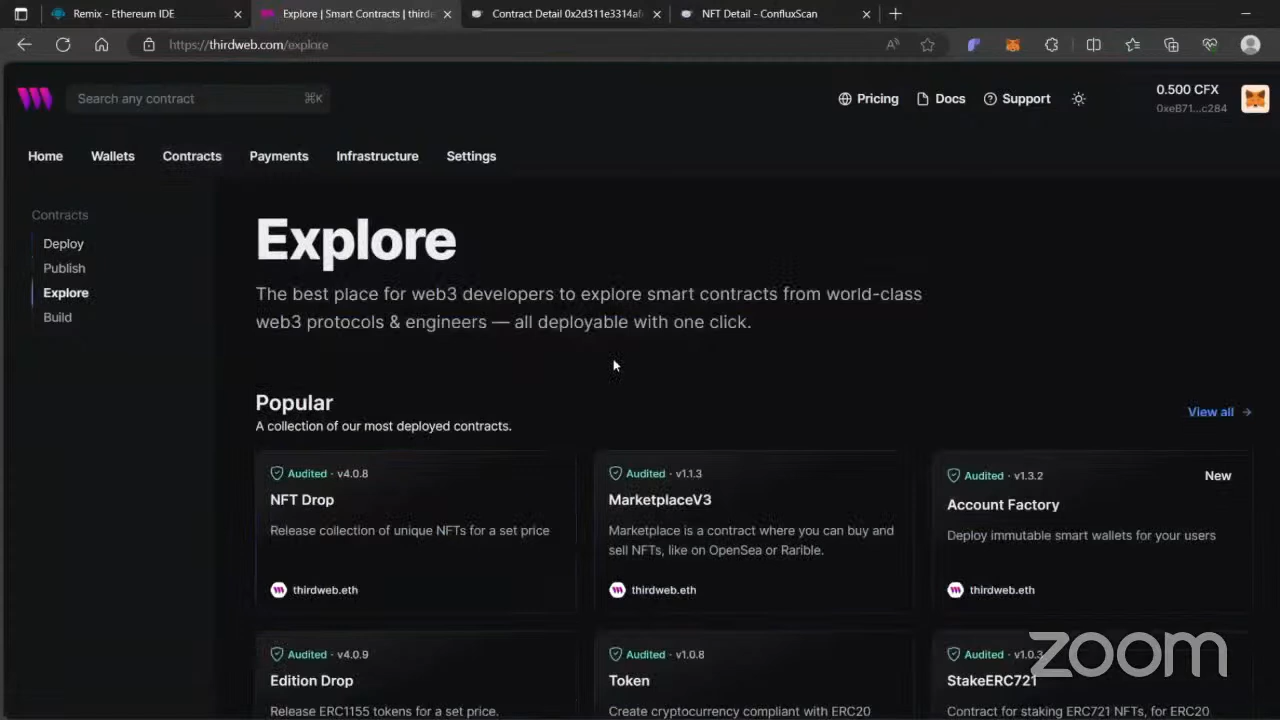 Remix - Ethereum IDE
Explore | Smart Contracts | thirdw
Contract Detail 0x2d311e3314af
NFT Detail - ConfluxScan
https://thirdweb.com/explore
Search any contract
⌘K
Pricing
Docs
Support
0.500 CFX
0xeB71...c284
Home
Wallets
Contracts
Payments
Infrastructure
Settings
Contracts
Deploy
Publish
Explore
Build
Explore
The best place for web3 developers to explore smart contracts from world-class
web3 protocols & engineers — all deployable with one click.
Popular
A collection of our most deployed contracts.
View all →
Audited · v4.0.8
NFT Drop
Release collection of unique NFTs for a set price
thirdweb.eth
Audited · v1.1.3
MarketplaceV3
Marketplace is a contract where you can buy and
sell NFTs, like on OpenSea or Rarible.
thirdweb.eth
Audited · v1.3.2
New
Account Factory
Deploy immutable smart wallets for your users
thirdweb.eth
Audited · v4.0.9
Edition Drop
Release ERC1155 tokens for a set price.
Audited · v1.0.8
Token
Create cryptocurrency compliant with ERC20
Audited · v1.0.3
StakeERC721
Contract for staking ERC721 NFTs, for ERC20
zoom